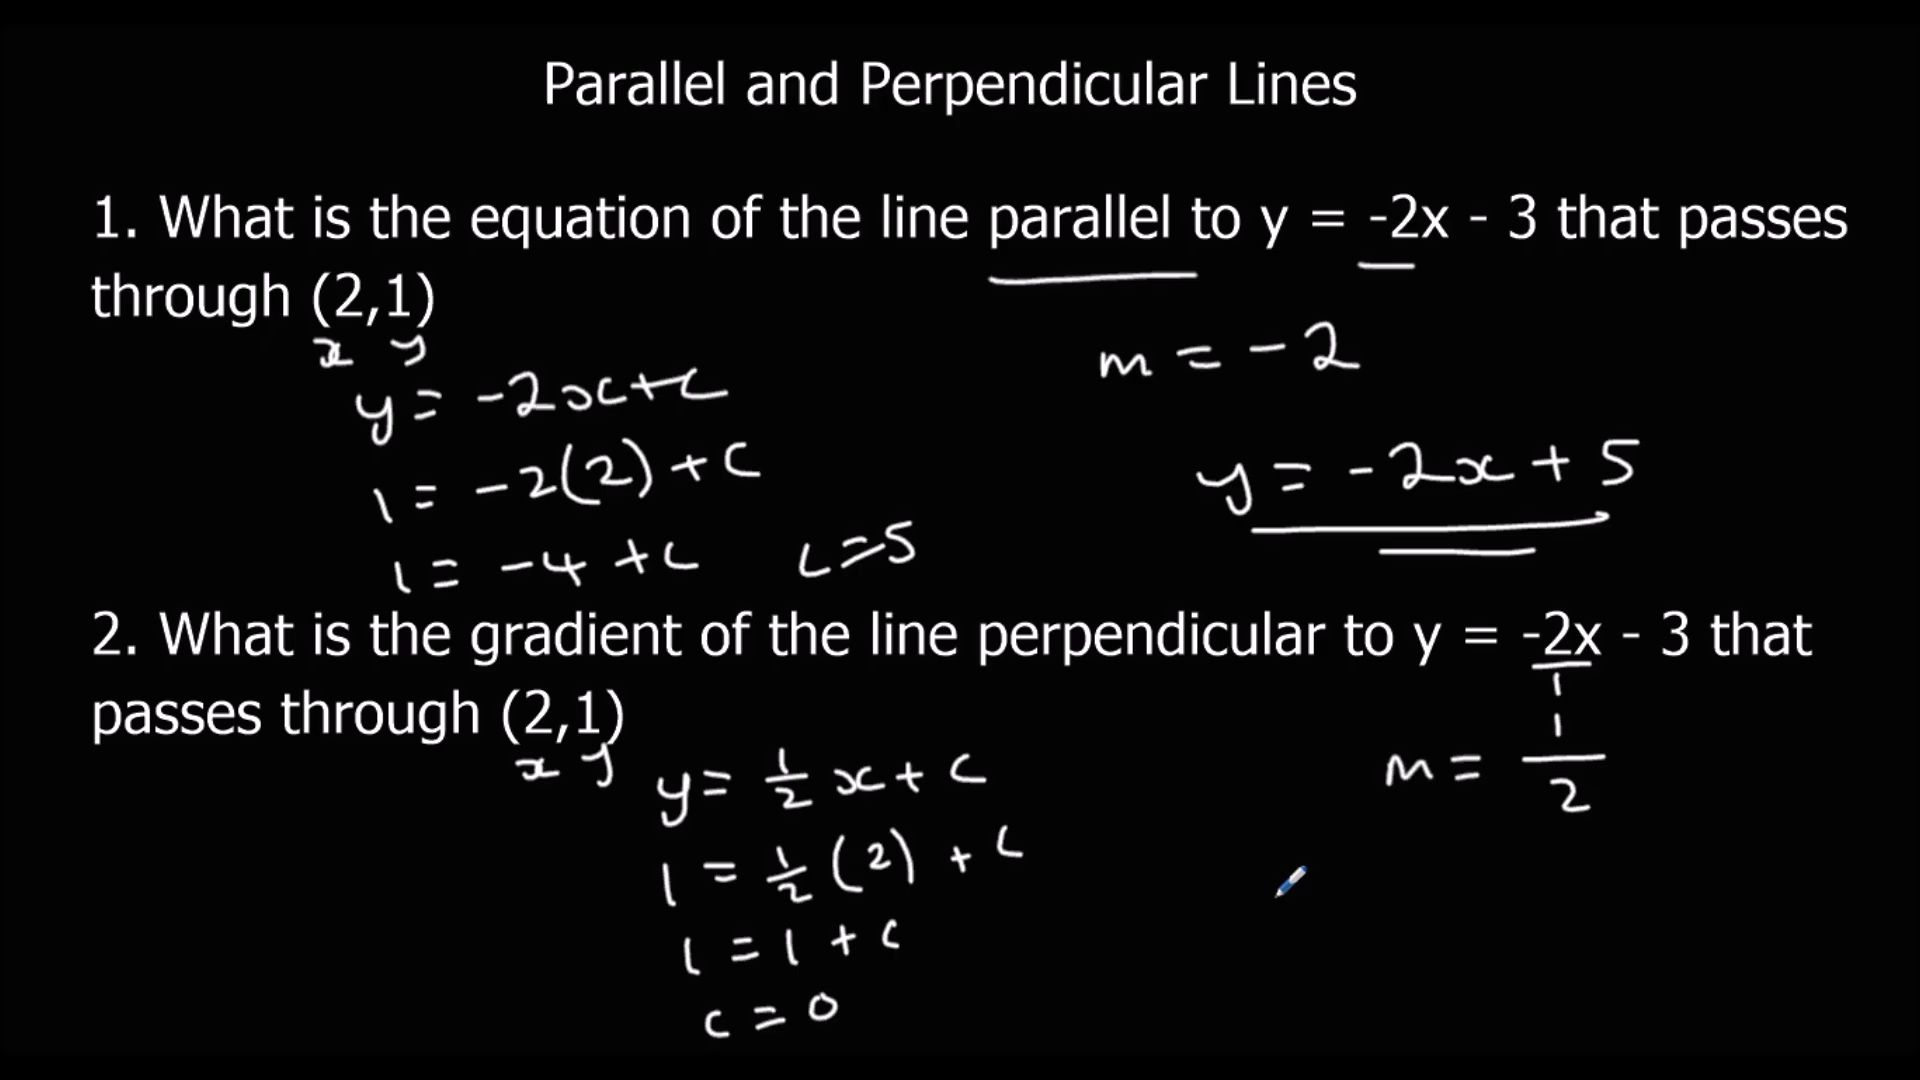 Parallel and Perpendicular Lines
1. What is the equation of the line parallel to y = -2x - 3 that passes
through (2,1)
x y
m = -2
y = -2x+c
1 = -2(2)+c
y = -2x + 5
1 = -4 +c c=5
2. What is the gradient of the line perpendicular to y = -2x - 3 that
1
passes through (2,1)
x y
y = 1/2 x + c
m = 1/2
1 = 1/2 (2) + c
1 = 1 + c
c = 0